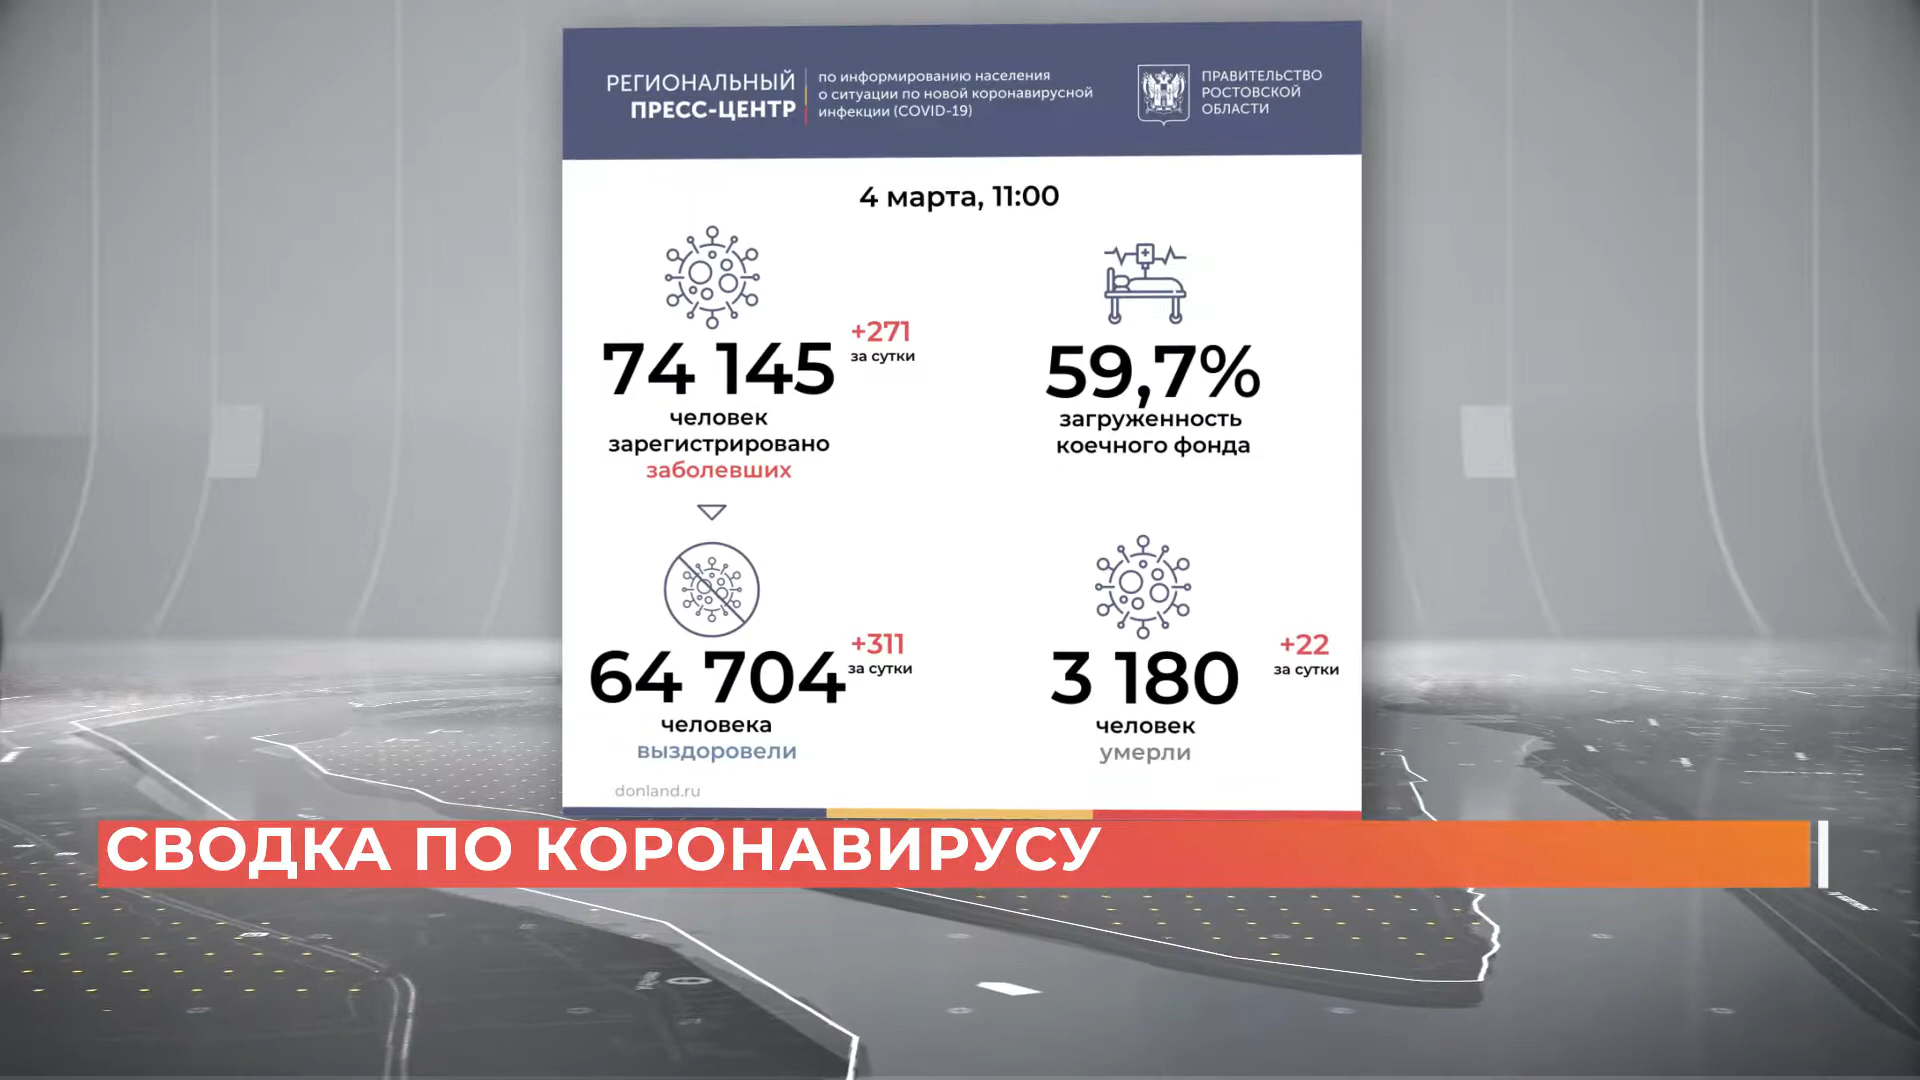 РЕГИОНАЛЬНЫЙ
ПРЕСС-ЦЕНТР
по информированию населения
о ситуации по новой коронавирусной
инфекции (COVID-19)
ПРАВИТЕЛЬСТВО
РОСТОВСКОЙ
ОБЛАСТИ
4 марта, 11:00
74 145
+271
за сутки
человек
зарегистрировано
заболевших
59,7%
загруженность
коечного фонда
64 704
+311
за сутки
человека
выздоровели
3 180
+22
за сутки
человек
умерли
donland.ru
СВОДКА ПО КОРОНАВИРУСУ